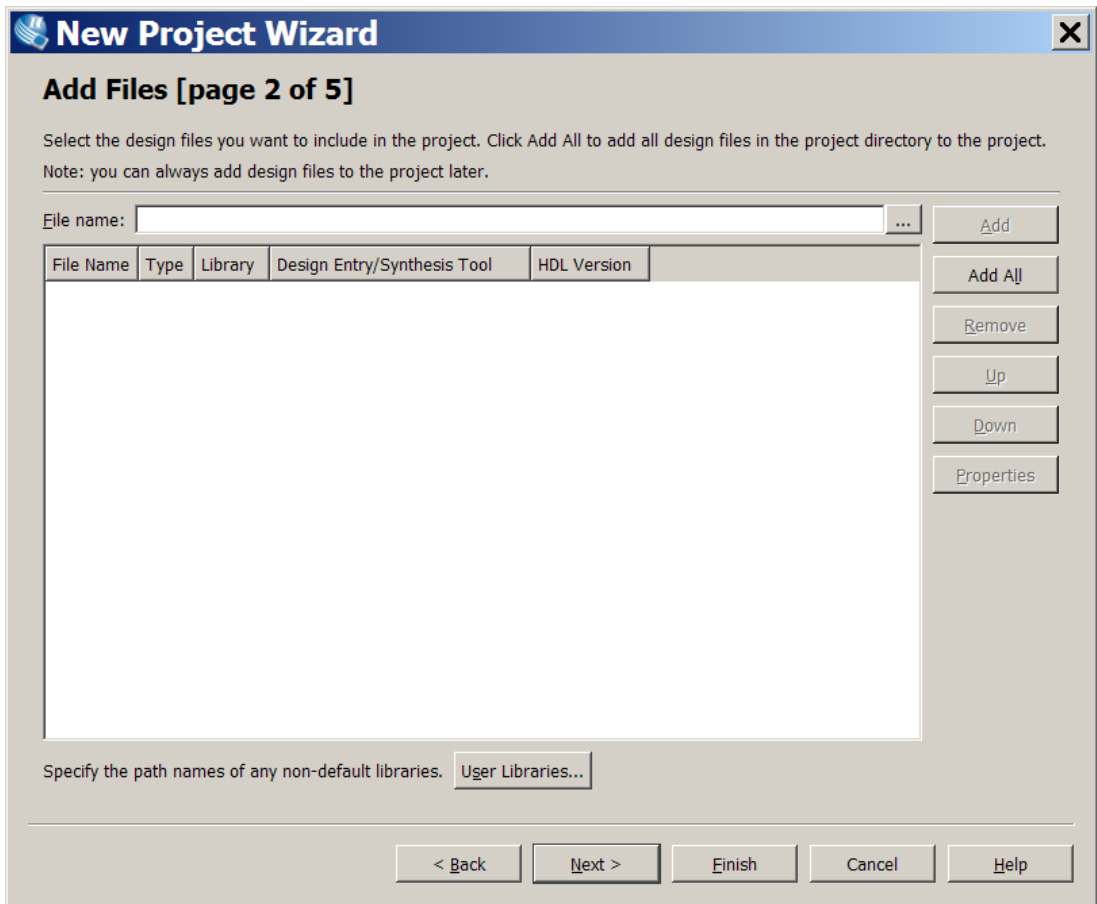 New Project Wizard
Add Files [page 2 of 5]
Select the design files you want to include in the project. Click Add All to add all design files in the project directory to the project.
Note: you can always add design files to the project later.
File name: ... Add
File Name Type Library Design Entry/Synthesis Tool HDL Version
Add All
Remove
Up
Down
Properties
Specify the path names of any non-default libraries. User Libraries...
< Back Next > Finish Cancel Help